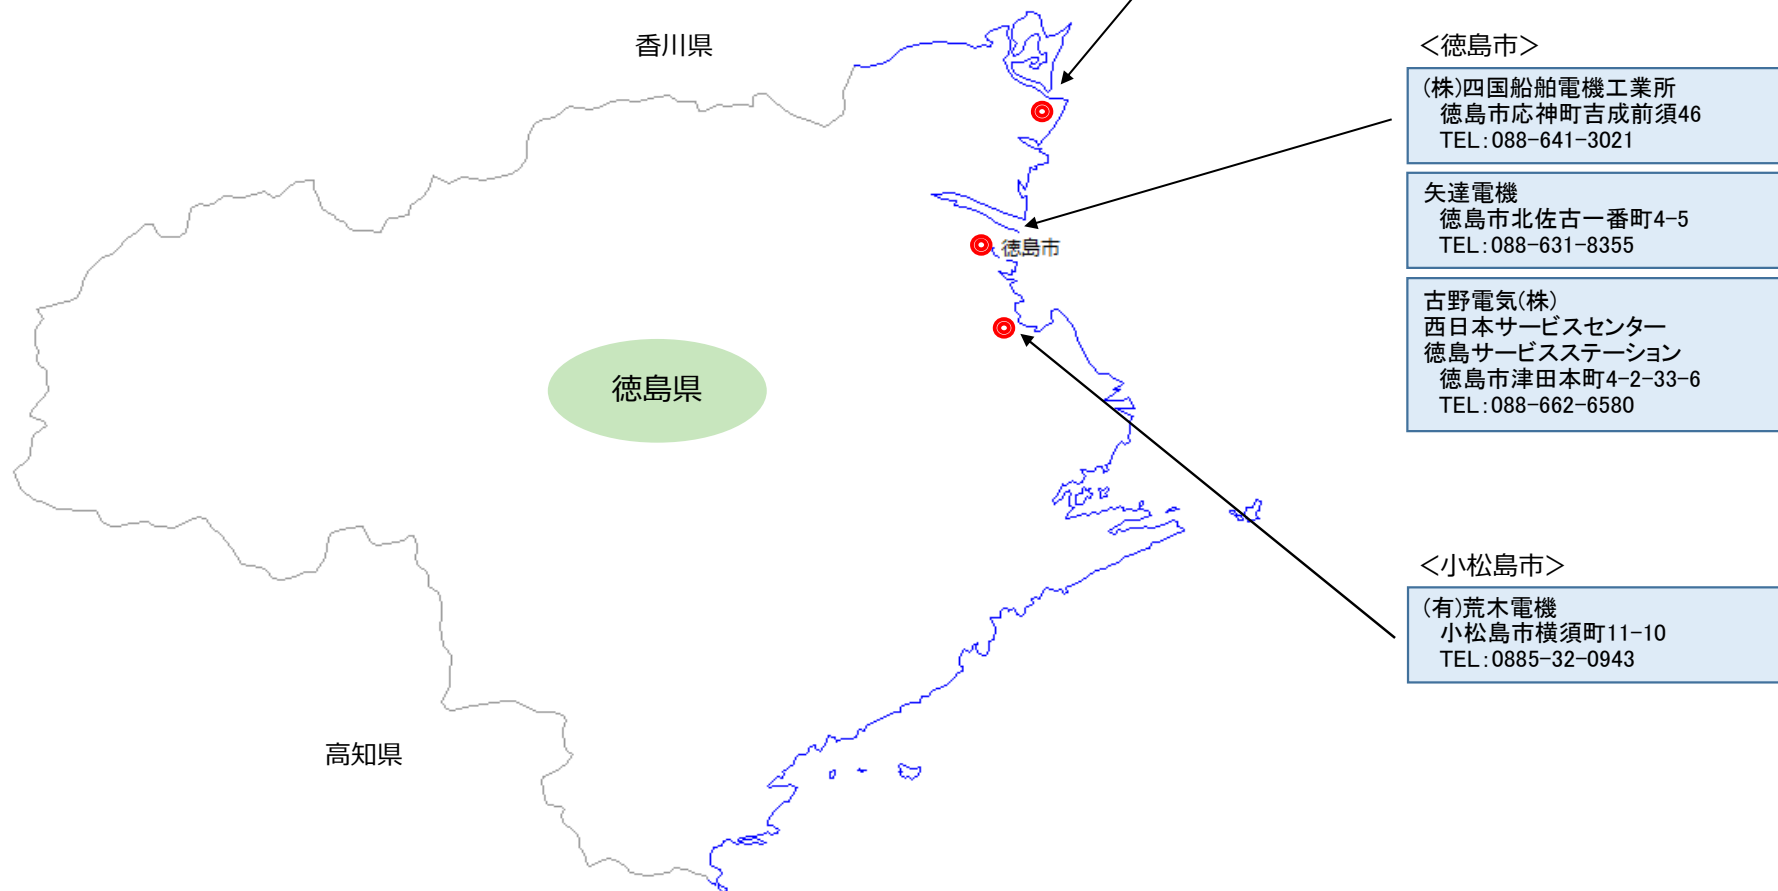 香川県
<徳島市>
(株)四国船舶電機工業所
徳島市応神町吉成前須46
TEL:088-641-3021
矢達電機
徳島市北佐古一番町4-5
TEL:088-631-8355
徳島市
古野電気(株)
西日本サービスセンター
徳島サービスステーション
徳島市津田本町4-2-33-6
TEL:088-662-6580
徳島県
<小松島市>
(有)荒木電機
小松島市横須町11-10
TEL:0885-32-0943
高知県